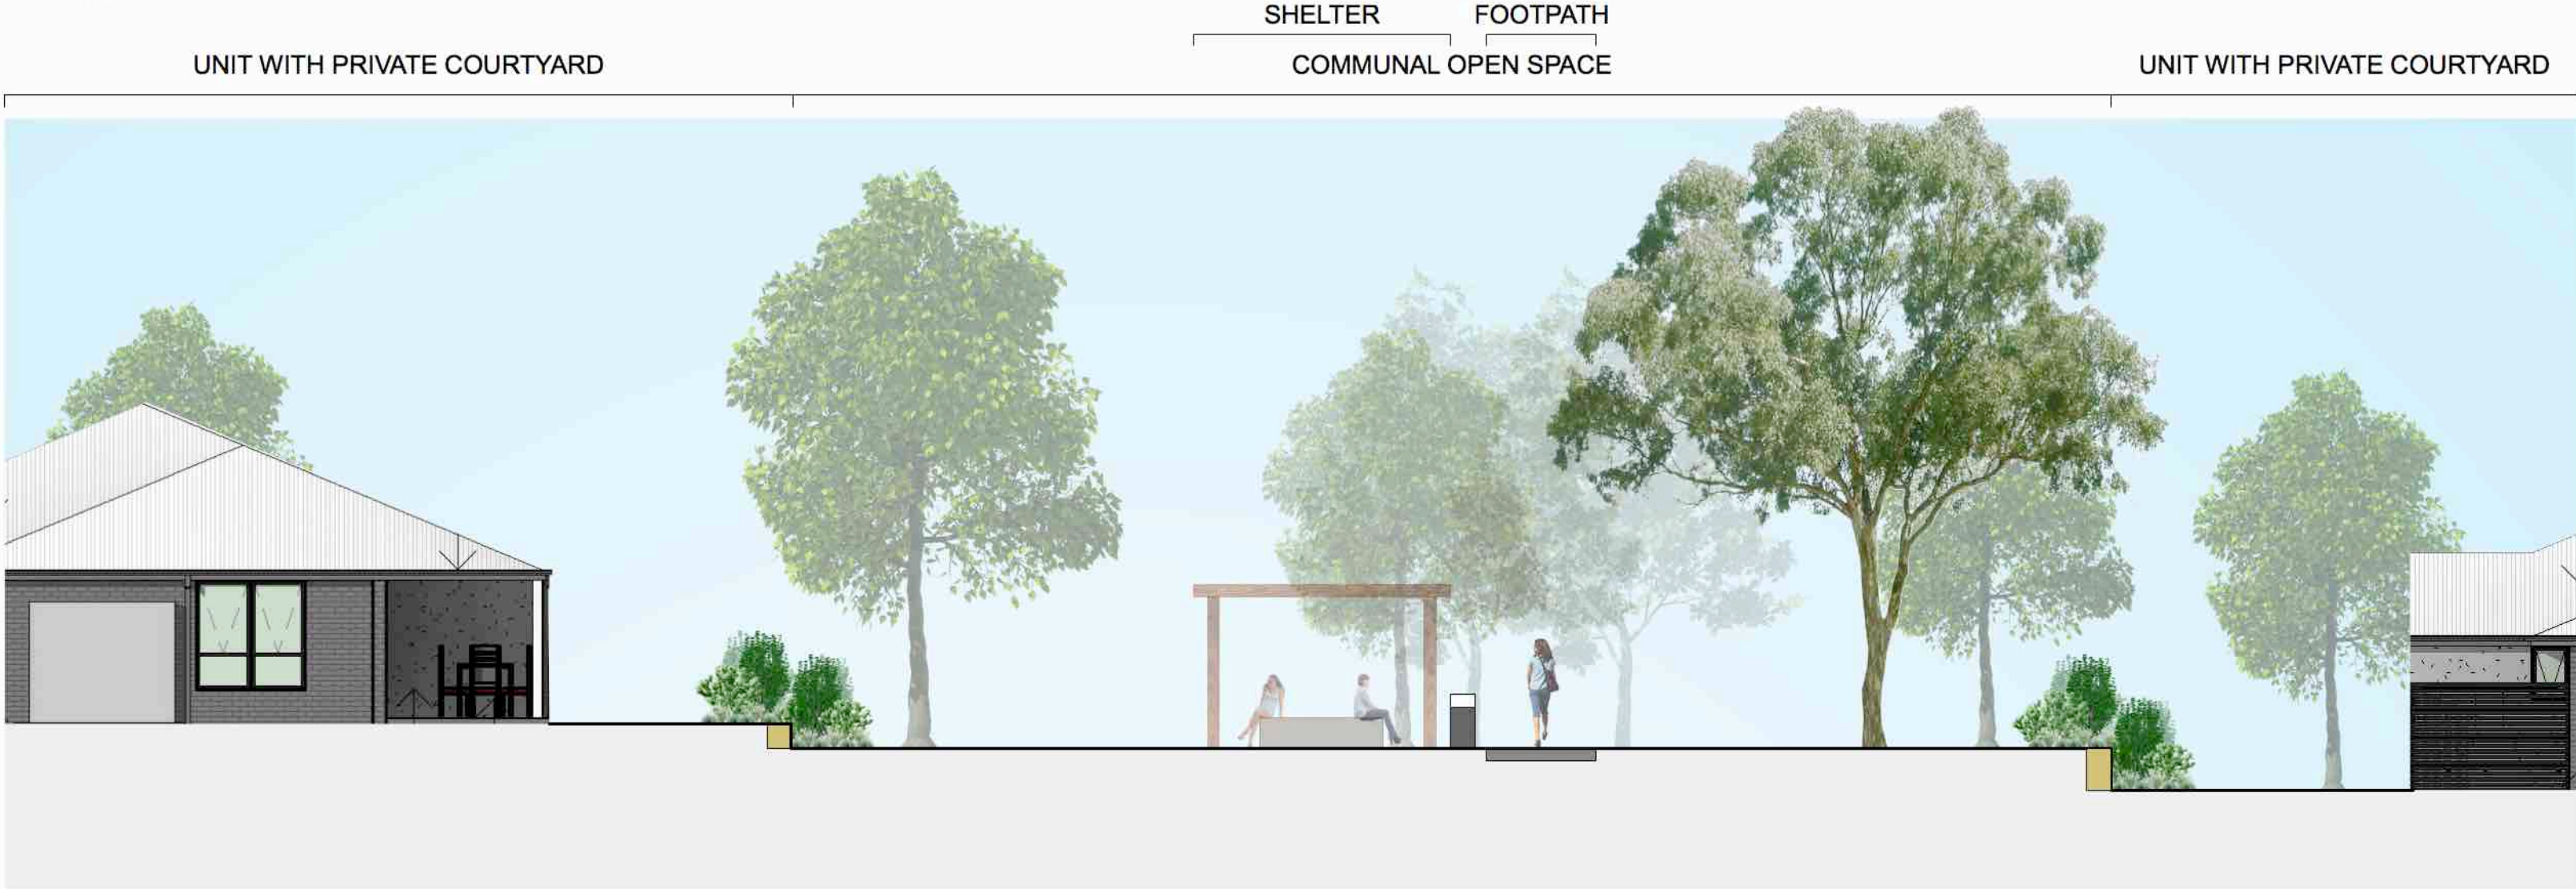 SHELTER
FOOTPATH
UNIT WITH PRIVATE COURTYARD
COMMUNAL OPEN SPACE
UNIT WITH PRIVATE COURTYARD